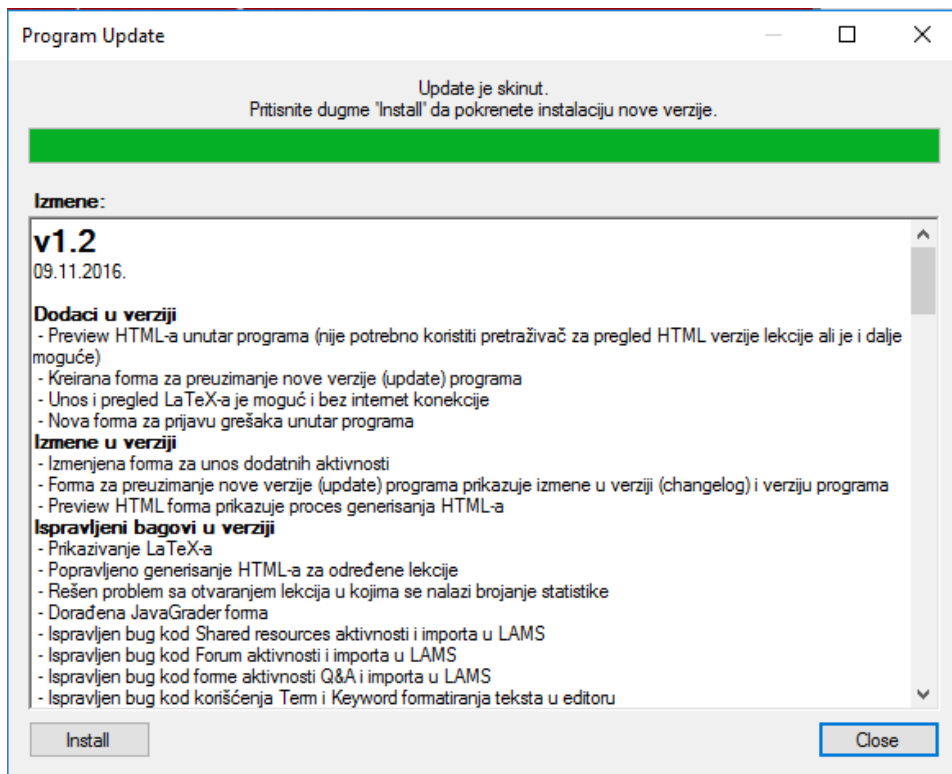 Program Update
Update je skinut.
Pritisnite dugme 'Install' da pokrenete instalaciju nove verzije.
Izmene:
v1.2
09.11.2016.
Dodaci u verziji
- Preview HTML-a unutar programa (nije potrebno koristiti pretraživač za pregled HTML verzije lekcije ali je i dalje
moguće)
- Kreirana forma za preuzimanje nove verzije (update) programa
- Unos i pregled LaTeX-a je moguć i bez internet konekcije
- Nova forma za prijavu grešaka unutar programa
Izmene u verziji
- Izmenjena forma za unos dodatnih aktivnosti
- Forma za preuzimanje nove verzije (update) programa prikazuje izmene u verziji (changelog) i verziju programa
- Preview HTML forma prikazuje proces generisanja HTML-a
Ispravljeni bagovi u verziji
- Prikazivanje LaTeX-a
- Popravljeno generisanje HTML-a za određene lekcije
- Rešen problem sa otvaranjem lekcija u kojima se nalazi brojanje statistike
- Dorađena JavaGrader forma
- Ispravljen bug kod Shared resources aktivnosti i importa u LAMS
- Ispravljen bug kod Forum aktivnosti i importa u LAMS
- Ispravljen bug kod forme aktivnosti Q&A i importa u LAMS
- Ispravljen bug kod korišćenja Term i Keyword formatiranja teksta u editoru
Install
Close